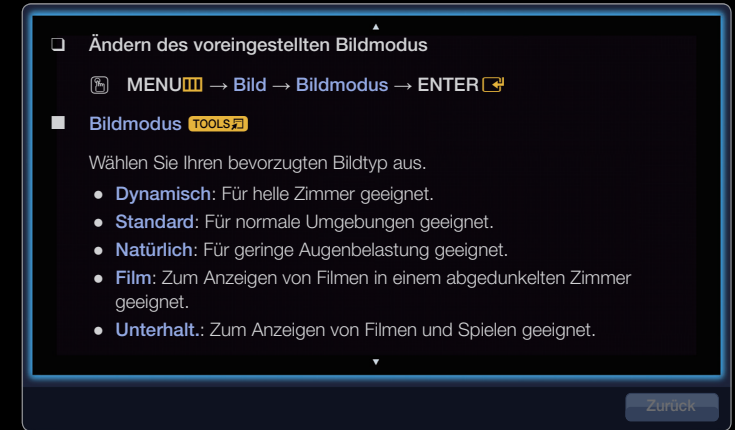 Ändern des voreingestellten Bildmodus
MENU → Bild → Bildmodus → ENTER
Bildmodus TOOLS
Wählen Sie Ihren bevorzugten Bildtyp aus.
● Dynamisch: Für helle Zimmer geeignet.
● Standard: Für normale Umgebungen geeignet.
● Natürlich: Für geringe Augenbelastung geeignet.
● Film: Zum Anzeigen von Filmen in einem abgedunkelten Zimmer
geeignet.
● Unterhalt.: Zum Anzeigen von Filmen und Spielen geeignet.
Zurück